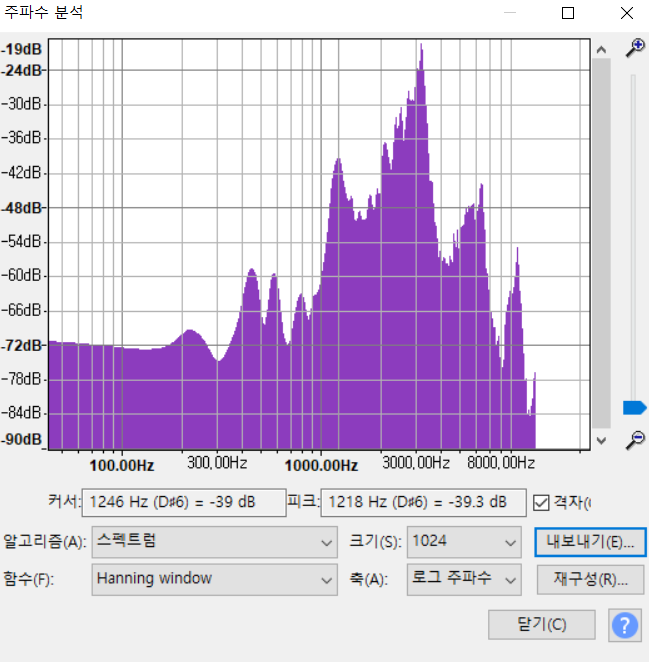 주파수 분석
-19dB
-24dB
-30dB
-36dB
-42dB
-48dB
-54dB
-60dB
-66dB
-72dB
-78dB
-84dB
-90dB
100.00Hz 300.00Hz 1000.00Hz 3000.00Hz 8000.00Hz
커서: 1246 Hz (D♯6) = -39 dB 피크: 1218 Hz (D♯6) = -39.3 dB 격자(
알고리즘(A): 스펙트럼 크기(S): 1024 내보내기(E)...
함수(F): Hanning window 축(A): 로그 주파수 재구성(R)...
닫기(C) ?